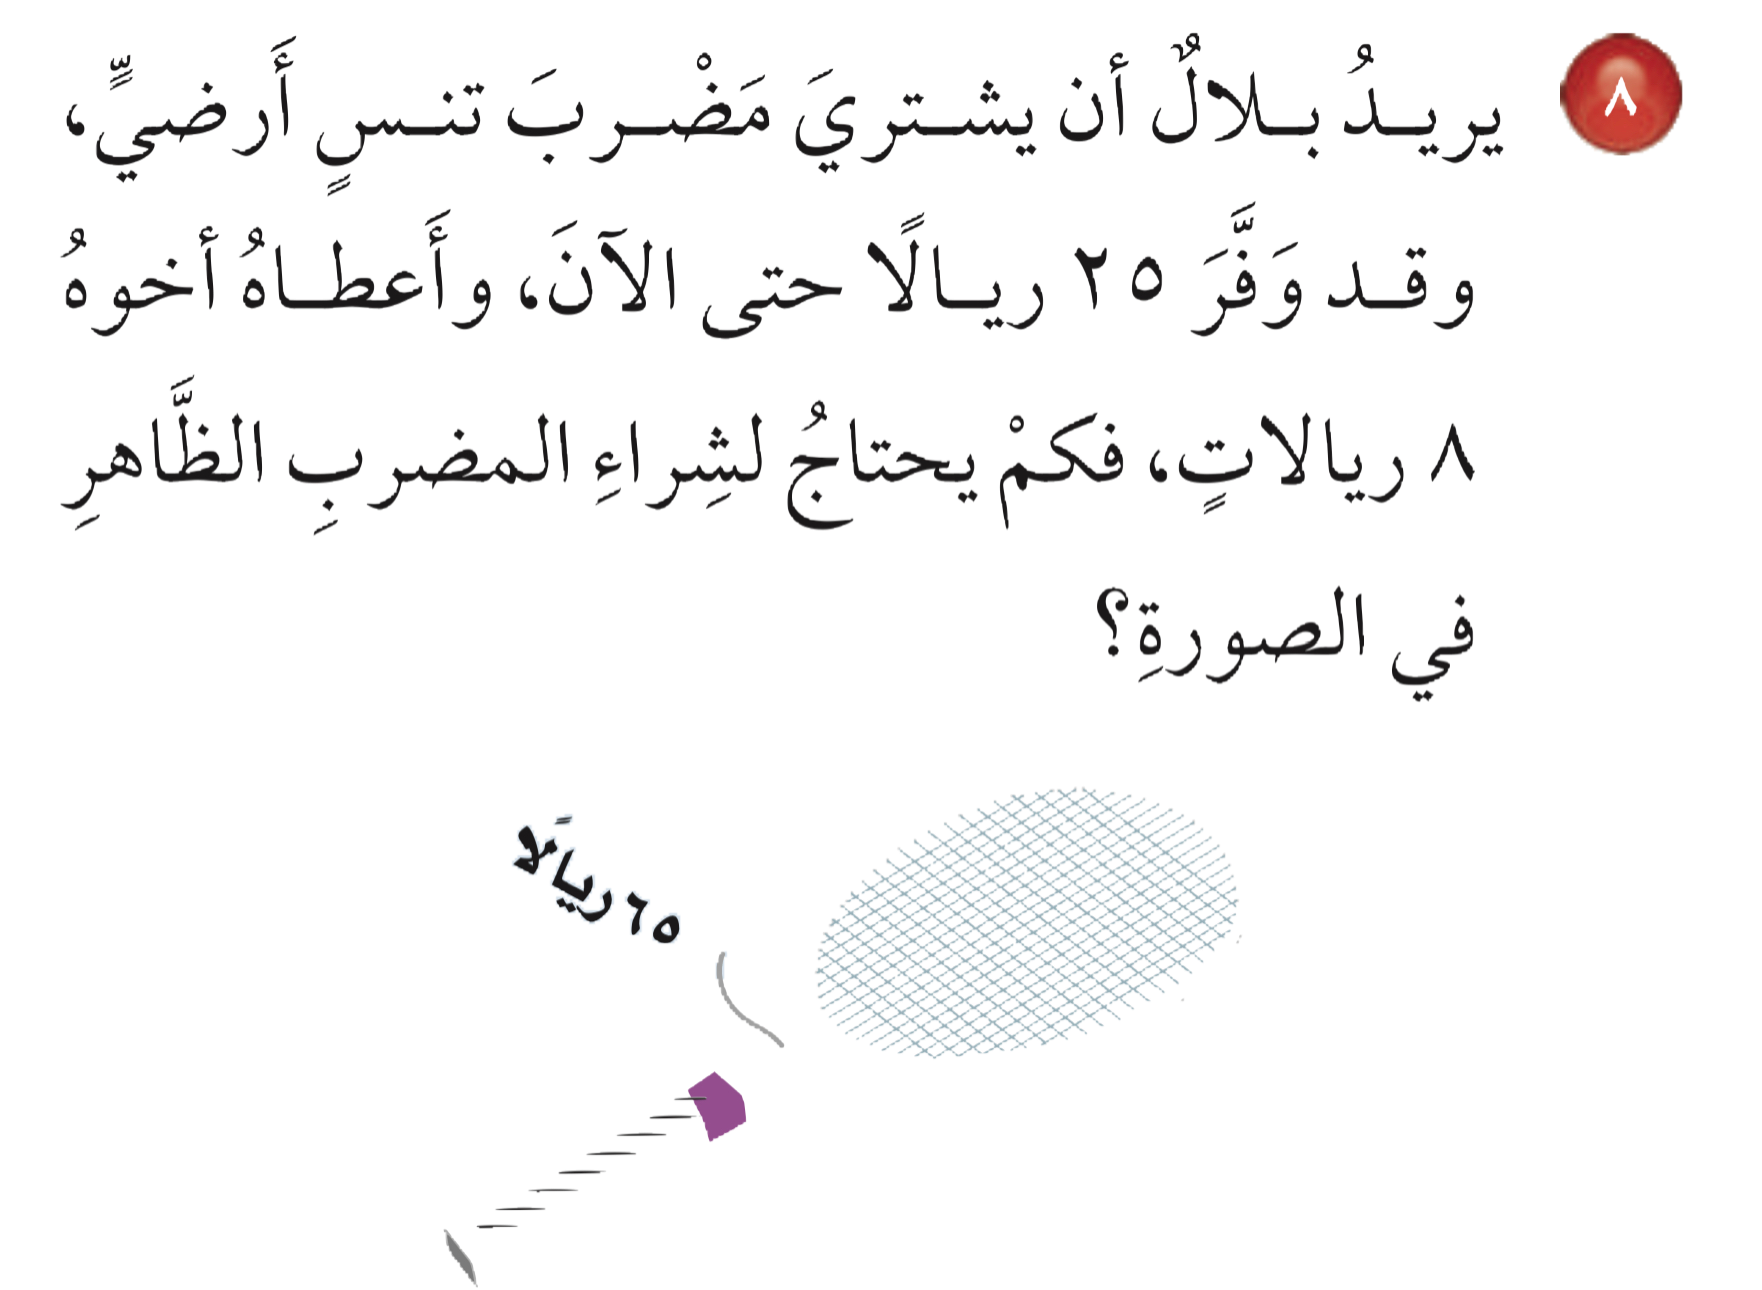 ٨ يريدُ بلالٌ أن يشتريَ مَضْربَ تنسٍ أَرضيٍّ،
وقد وَفَّرَ ٢٥ ريالًا حتى الآنَ، وأَعطاهُ أخوهُ
٨ ريالاتٍ، فكمْ يحتاجُ لشِراءِ المضربِ الظَّاهرِ
في الصورةِ؟
٦٥ ريالًا